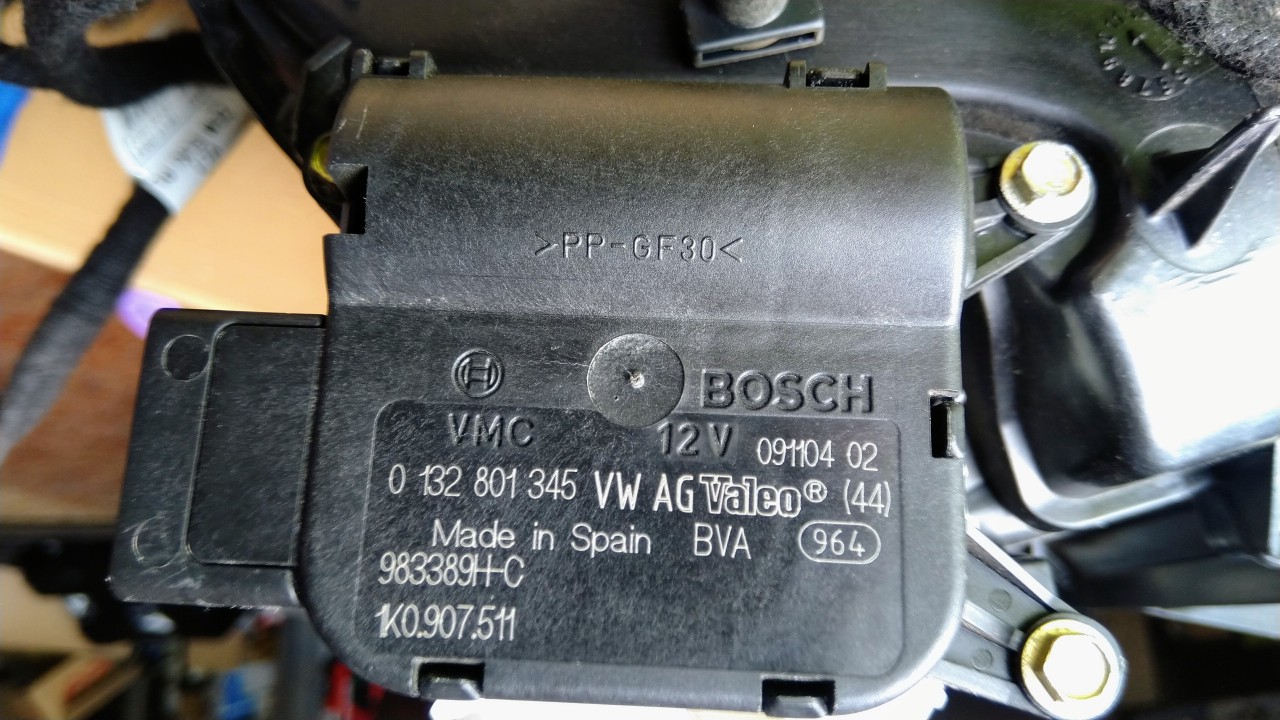 >PP-GF30<
BOSCH
VMC 12V 091104 02
0 132 801 345 VW AG Valeo® (44)
Made in Spain BVA 964
983389H-C
1K0.907.511